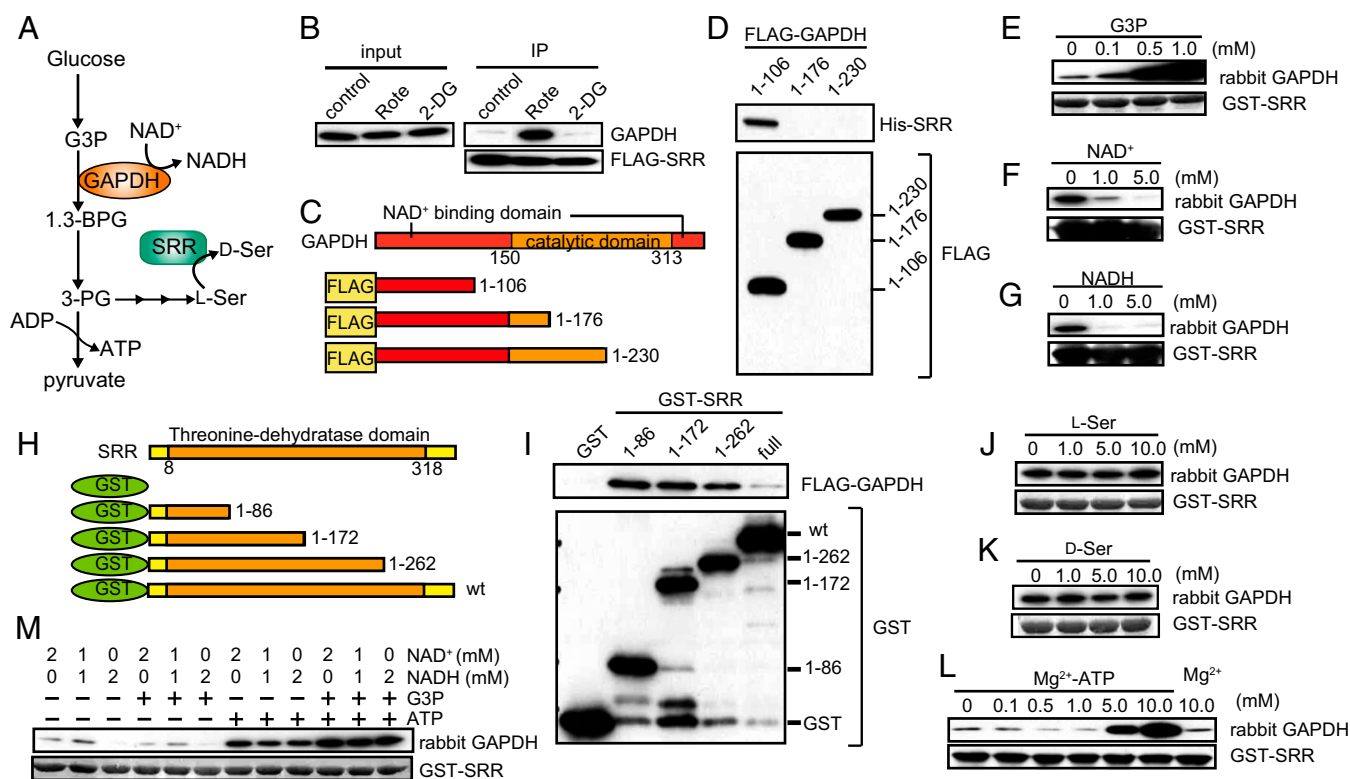 A
Glucose
G3P
NAD⁺
NADH
GAPDH
1.3-BPG
SRR
D-Ser
3-PG
L-Ser
ADP
ATP
pyruvate
B
input
IP
control
Rote
2-DG
control
Rote
2-DG
GAPDH
FLAG-SRR
C
NAD⁺ binding domain
GAPDH
catalytic domain
150
313
FLAG
1-106
FLAG
1-176
FLAG
1-230
D
FLAG-GAPDH
1-106
1-176
1-230
His-SRR
1-230
1-176
1-106
FLAG
E
G3P
0 0.1 0.5 1.0 (mM)
rabbit GAPDH
GST-SRR
F
NAD⁺
0 1.0 5.0 (mM)
rabbit GAPDH
GST-SRR
G
NADH
0 1.0 5.0 (mM)
rabbit GAPDH
GST-SRR
H
Threonine-dehydratase domain
SRR
8
318
GST
GST
1-86
GST
1-172
GST
1-262
GST
wt
I
GST-SRR
GST
1-86
1-172
1-262
full
FLAG-GAPDH
wt
1-262
1-172
1-86
GST
GST
J
L-Ser
0 1.0 5.0 10.0 (mM)
rabbit GAPDH
GST-SRR
K
D-Ser
0 1.0 5.0 10.0 (mM)
rabbit GAPDH
GST-SRR
L
Mg²⁺-ATP
Mg²⁺
0 0.1 0.5 1.0 5.0 10.0 10.0 (mM)
rabbit GAPDH
GST-SRR
M
2 1 0 2 1 0 2 1 0 2 1 0 NAD⁺ (mM)
0 1 2 0 1 2 0 1 2 0 1 2 NADH (mM)
− − − + + + − − − + + + G3P
− − − − − − + + + + + + ATP
rabbit GAPDH
GST-SRR